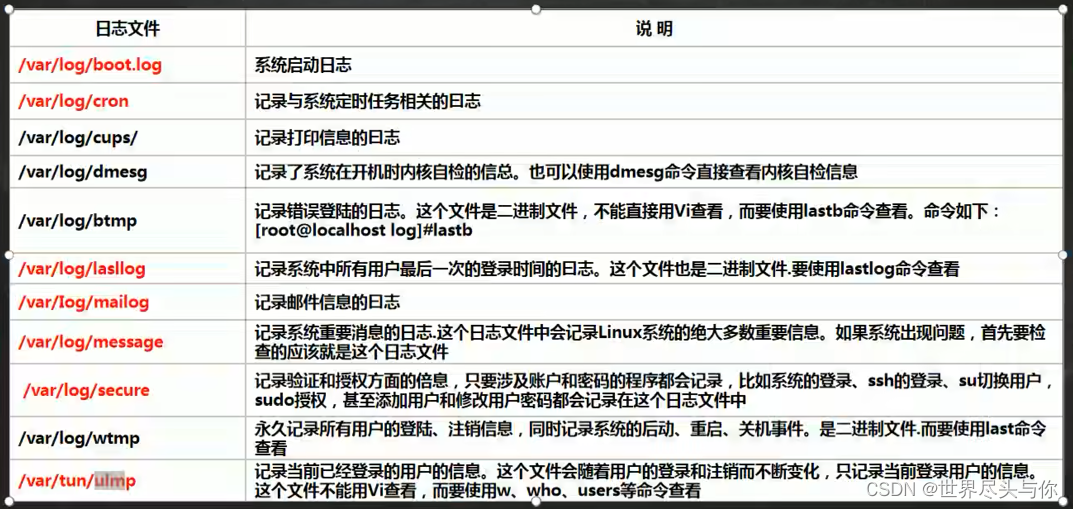 日志文件
说 明
/var/log/boot.log
系统启动日志
/var/log/cron
记录与系统定时任务相关的曰志
/var/log/cups/
记录打印信息的日志
/var/log/dmesg
记录了系统在开机时内核自检的信总。也可以使用dmesg命令直接查看内核自检信息
/var/log/btmp
记录错误登陆的日志。这个文件是二进制文件，不能直接用Vi查看，而要使用lastb命令查看。命令如下：
[root@localhost log]#lastb
/var/log/lasllog
记录系统中所有用户最后一次的登录时间的日志。这个文件也是二进制文件.要使用lastlog命令查看
/var/Iog/mailog
记录邮件信息的日志
/var/log/message
记录系统重要消息的日志.这个日志文件中会记录Linux系统的绝大多数重要信息。如果系统出现问题，首先要检
查的应该就是这个日志文件
/var/log/secure
记录验证和授权方面的倍息，只要涉及账户和密码的程序都会记录，比如系统的登录、ssh的登录、su切换用户，
sudo授权，甚至添加用户和修改用户密码都会记录在这个日志文件中
/var/log/wtmp
永久记录所有用户的登陆、注销信息，同时记录系统的后动、重启、关机事件。是二进制文件.而要使用last命令
查看
/var/tun/ulmp
记录当前已经登录的用户的信息。这个文件会随着用户的登录和注销而不断变化，只记录当前登录用户的信息。
这个文件不能用Vi查看，而要使用w、who、users等命令查看
CSDN @世界尽头与你